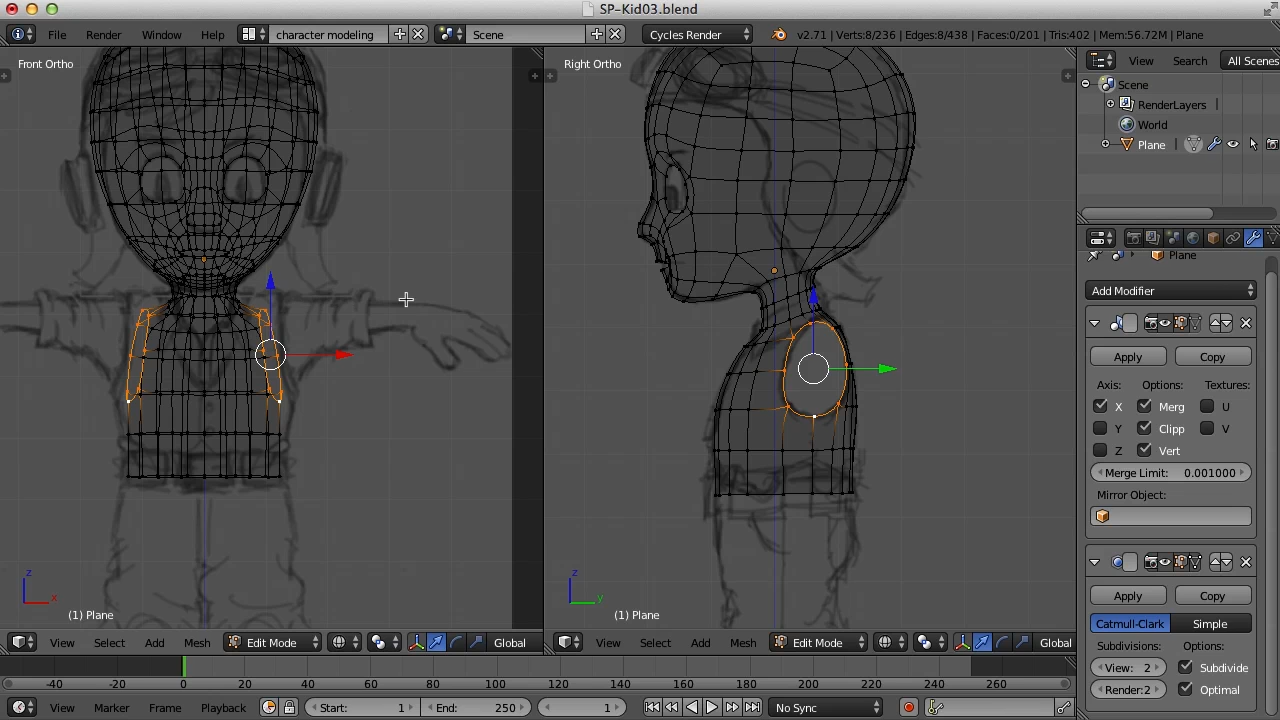 SP-Kid03.blend
File Render Window Help character modeling Scene Cycles Render v2.71 | Verts:8/236 | Edges:8/438 | Faces:0/201 | Tris:402 | Mem:56.72M | Plane
Front Ortho
Right Ortho
View Search All Scenes
Scene
RenderLayers
World
Plane
Plane
Add Modifier
Apply Copy
Axis: Options: Textures:
X Merg U
Y Clipp V
Z Vert
Merge Limit: 0.001000
Mirror Object:
Apply Copy
Catmull-Clark Simple
Subdivisions: Options:
View: 2 Subdivide
Render:2 Optimal
z
x
(1) Plane
z
y
(1) Plane
View Select Add Mesh Edit Mode Global
View Select Add Mesh Edit Mode Global
-40 -20 0 20 40 60 80 100 120 140 160 180 200 220 240 260
View Marker Frame Playback Start: 1 End: 250 1 No Sync